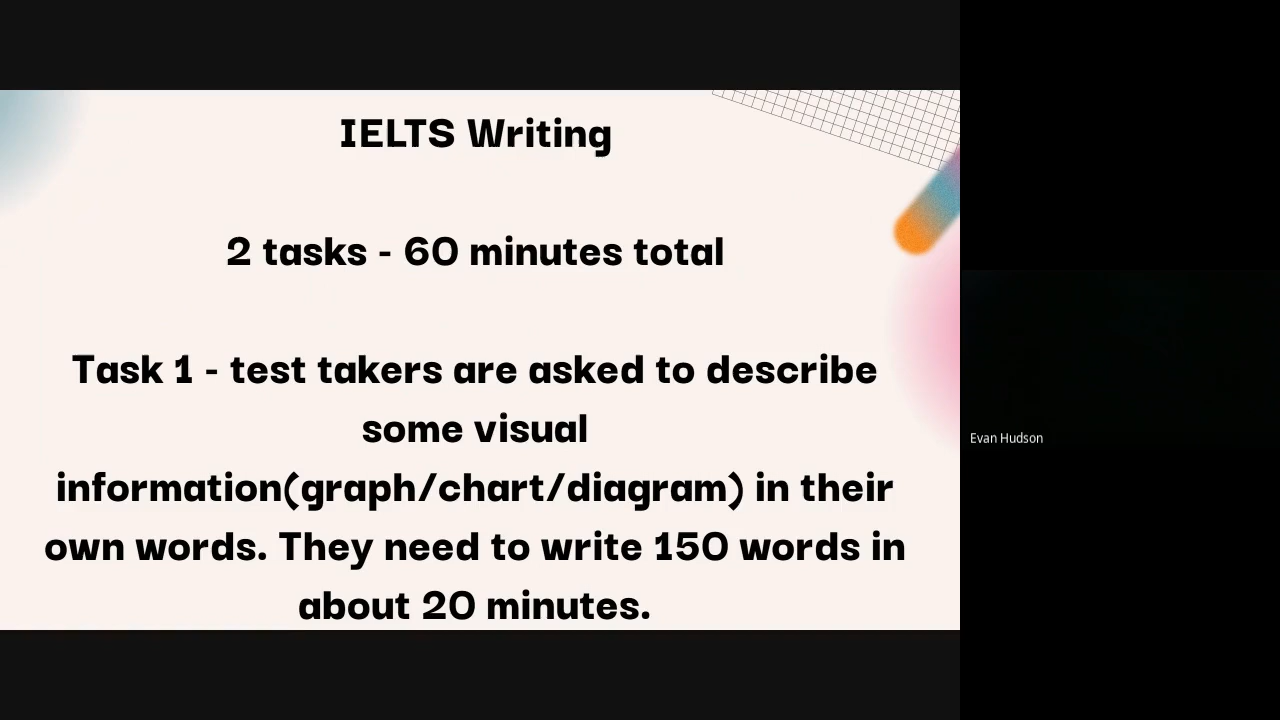 IELTS Writing
2 tasks - 60 minutes total
Task 1 - test takers are asked to describe
some visual
information(graph/chart/diagram) in their
own words. They need to write 150 words in
about 20 minutes.
Evan Hudson